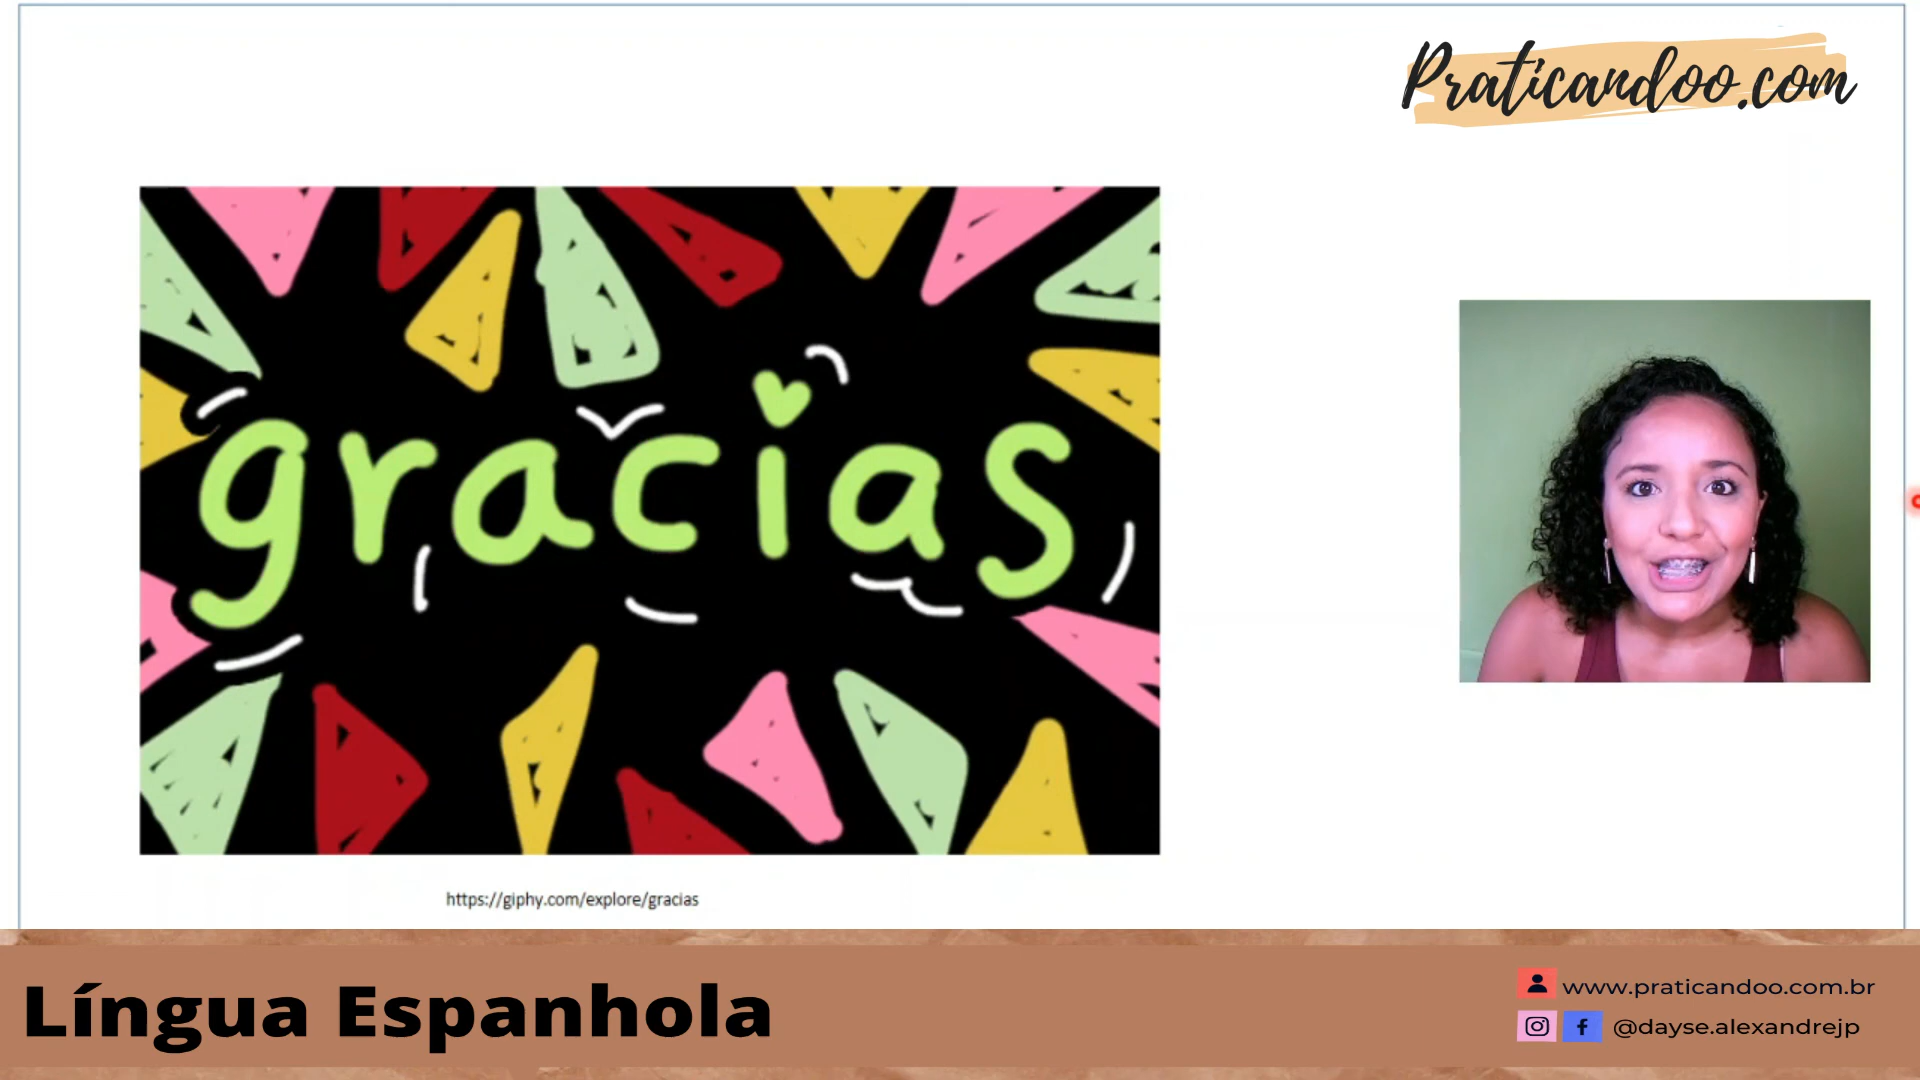 Praticandoo.com
gracias
https://giphy.com/explore/gracias
Língua Espanhola
www.praticandoo.com.br
@dayse.alexandrejp